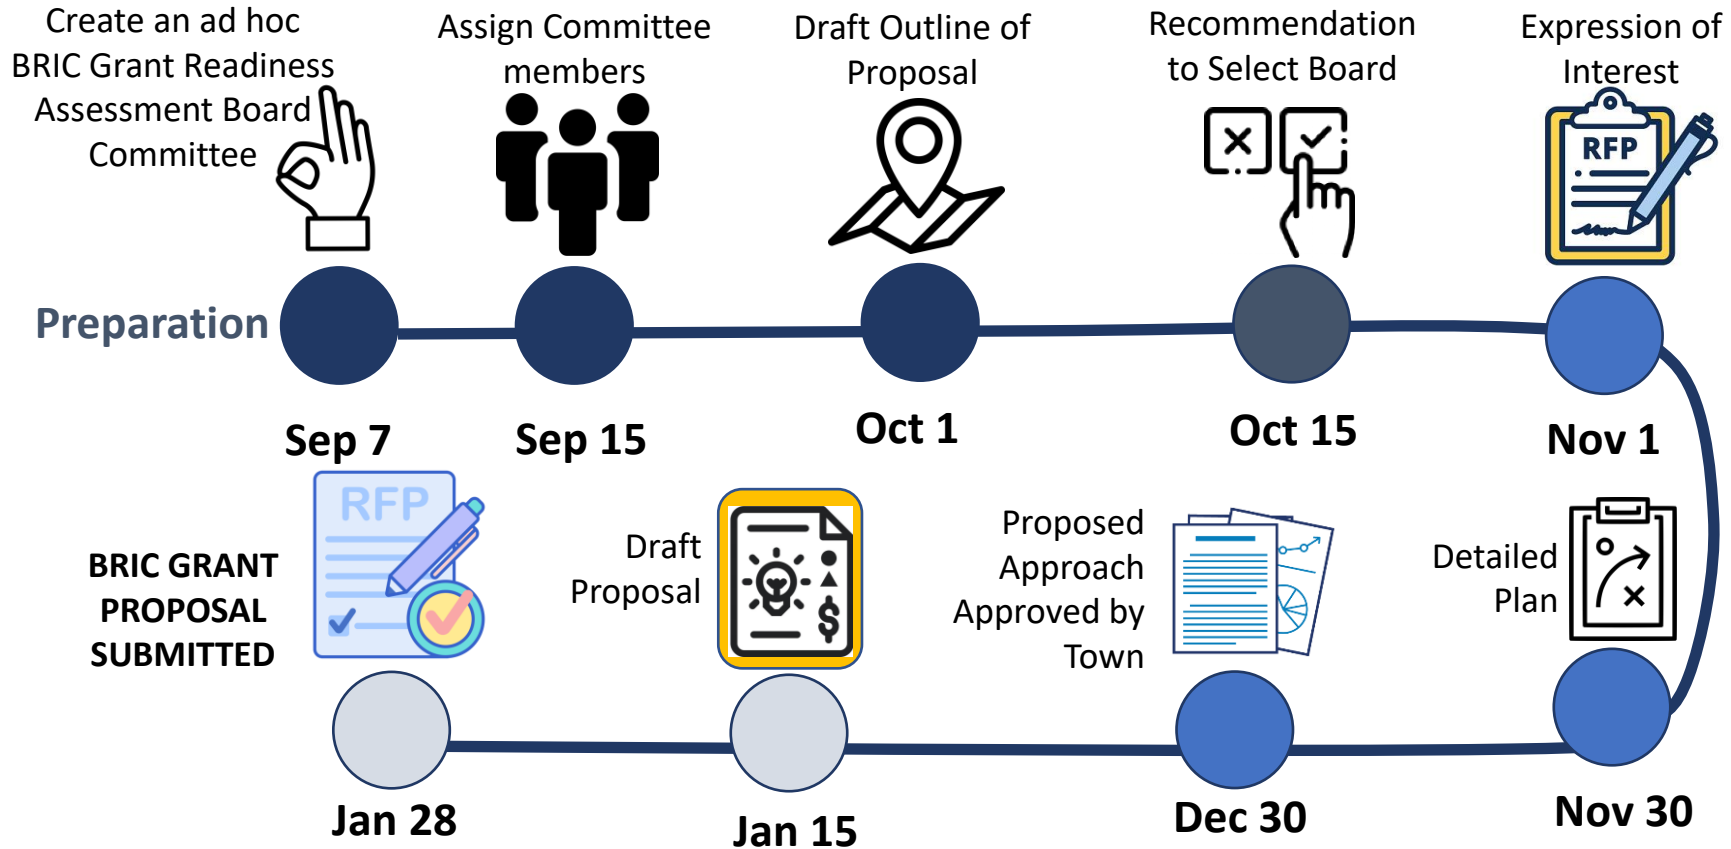 Create an ad hoc
BRIC Grant Readiness
Assessment Board
Committee
Assign Committee
members
Draft Outline of
Proposal
Recommendation
to Select Board
Expression of
Interest
RFP
Preparation
Sep 7
Sep 15
Oct 1
Oct 15
Nov 1
BRIC GRANT
PROPOSAL
SUBMITTED
RFP
Draft
Proposal
$
Proposed
Approach
Approved by
Town
Detailed
Plan
Jan 28
Jan 15
Dec 30
Nov 30